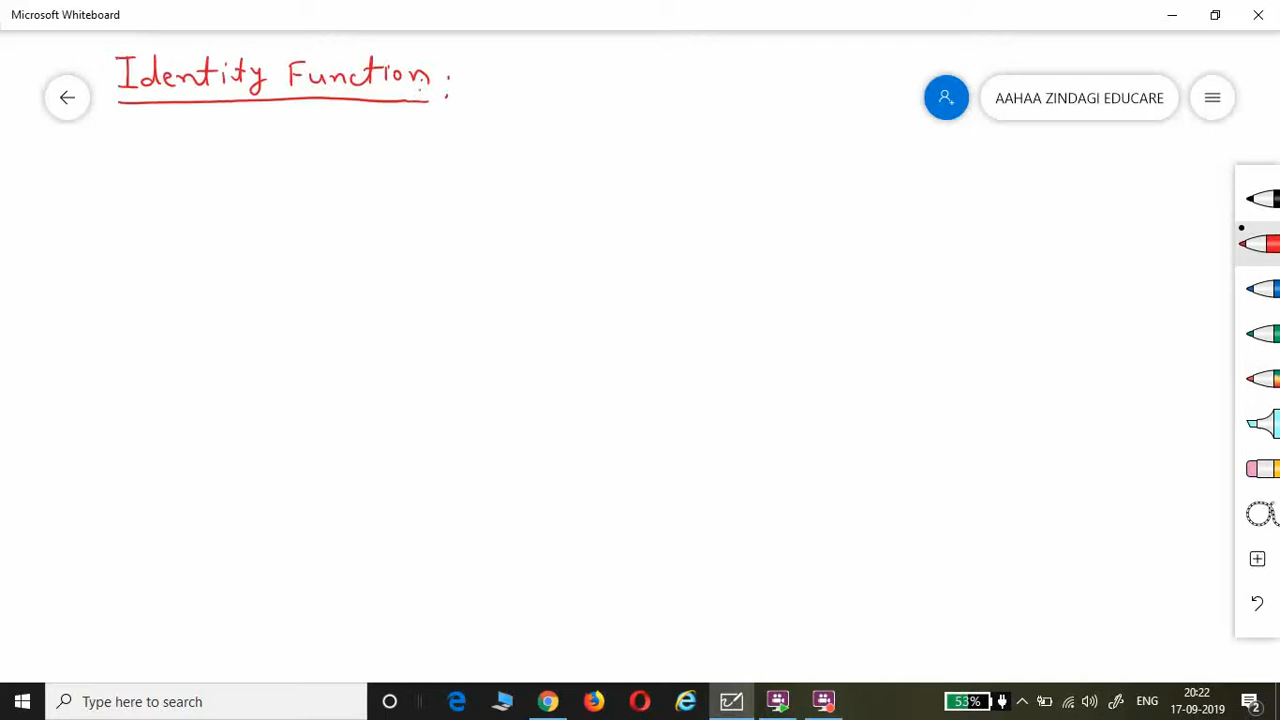 Microsoft Whiteboard
Identity Function :
AAHAA ZINDAGI EDUCARE
Type here to search
53%
ENG
20:22
17-09-2019
2